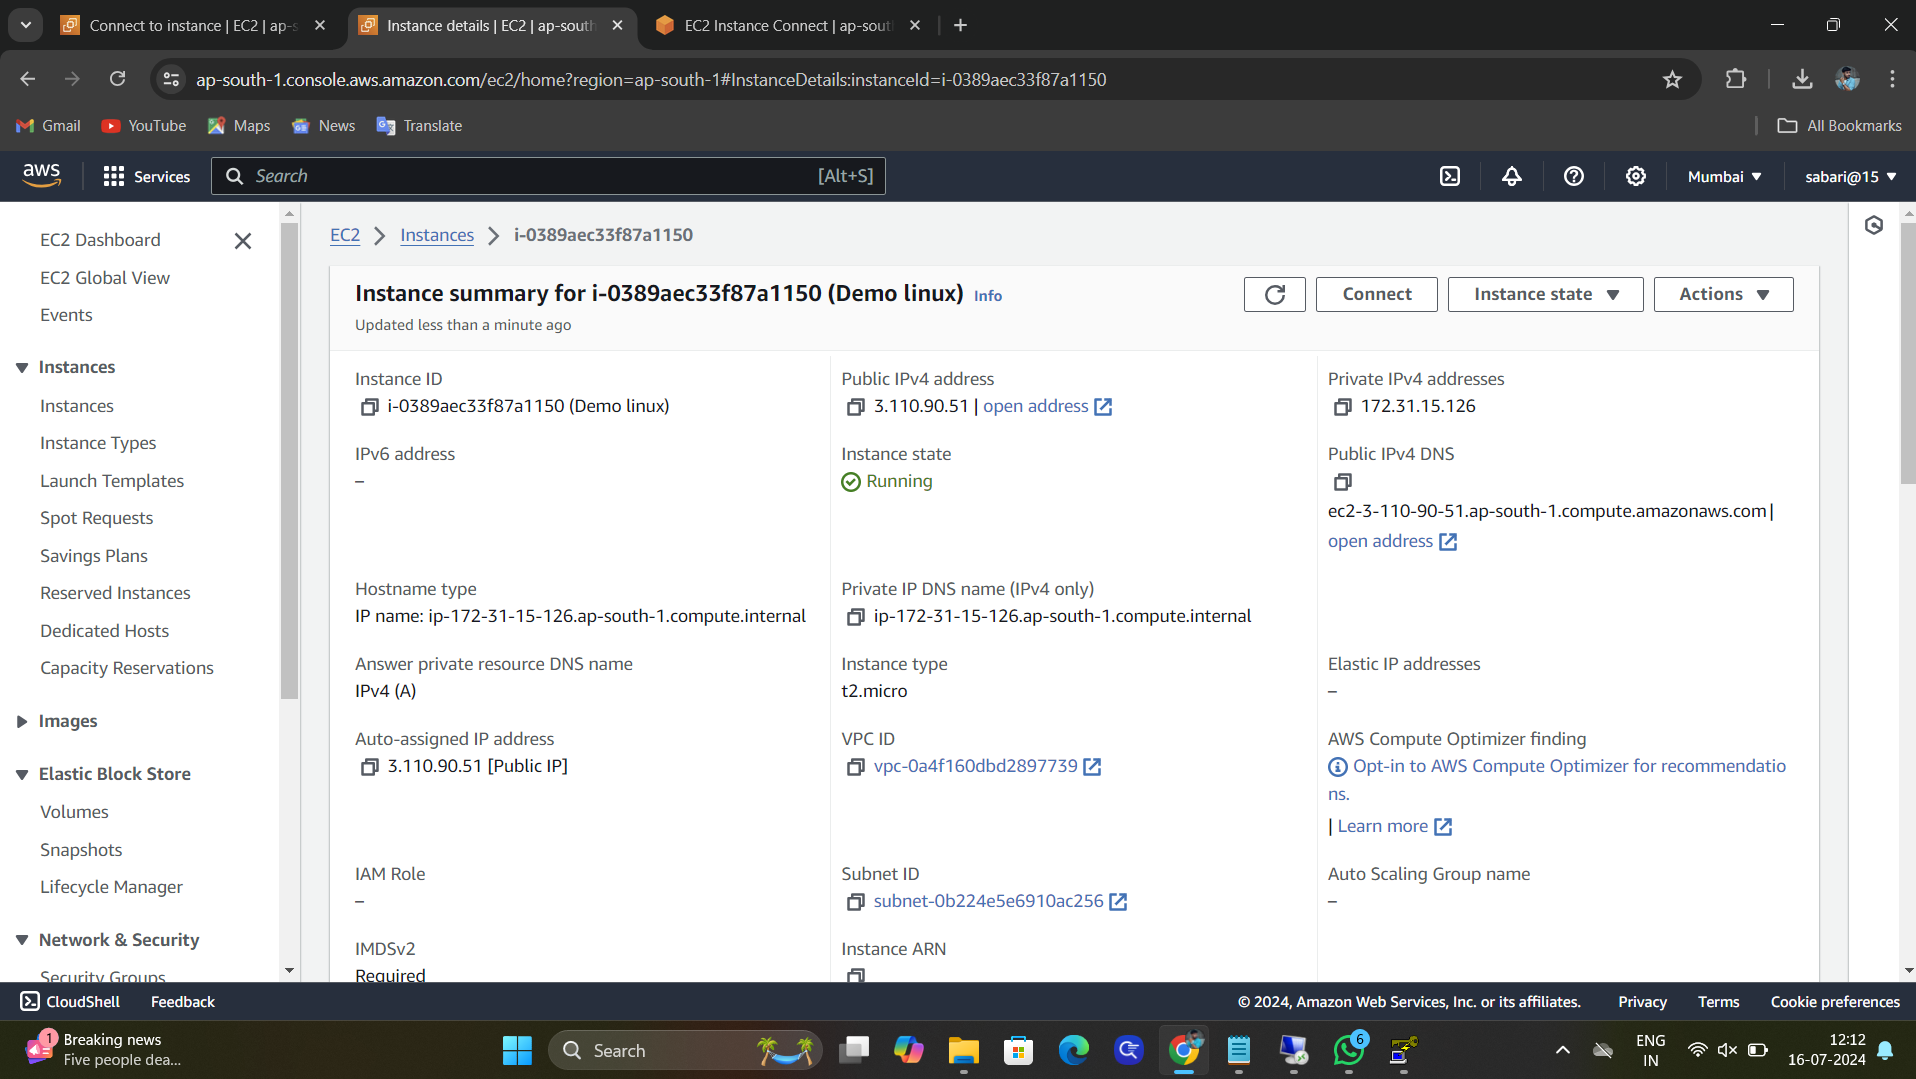 Connect to instance | EC2 | ap-s
Instance details | EC2 | ap-south
EC2 Instance Connect | ap-sout
ap-south-1.console.aws.amazon.com/ec2/home?region=ap-south-1#InstanceDetails:instanceId=i-0389aec33f87a1150
Gmail
YouTube
Maps
News
Translate
All Bookmarks
aws
Services
Search
[Alt+S]
Mumbai
sabari@15
EC2 Dashboard
EC2 Global View
Events
Instances
Instances
Instance Types
Launch Templates
Spot Requests
Savings Plans
Reserved Instances
Dedicated Hosts
Capacity Reservations
Images
Elastic Block Store
Volumes
Snapshots
Lifecycle Manager
Network & Security
Security Groups
EC2 > Instances > i-0389aec33f87a1150
Instance summary for i-0389aec33f87a1150 (Demo linux) Info
Updated less than a minute ago
Connect
Instance state
Actions
Instance ID
i-0389aec33f87a1150 (Demo linux)
Public IPv4 address
3.110.90.51 | open address
Private IPv4 addresses
172.31.15.126
IPv6 address
–
Instance state
Running
Public IPv4 DNS
ec2-3-110-90-51.ap-south-1.compute.amazonaws.com |
open address
Hostname type
IP name: ip-172-31-15-126.ap-south-1.compute.internal
Private IP DNS name (IPv4 only)
ip-172-31-15-126.ap-south-1.compute.internal
Answer private resource DNS name
IPv4 (A)
Instance type
t2.micro
Elastic IP addresses
–
Auto-assigned IP address
3.110.90.51 [Public IP]
VPC ID
vpc-0a4f160dbd2897739
AWS Compute Optimizer finding
Opt-in to AWS Compute Optimizer for recommendatio
ns.
| Learn more
IAM Role
–
Subnet ID
subnet-0b224e5e6910ac256
Auto Scaling Group name
–
IMDSv2
Required
Instance ARN
CloudShell
Feedback
© 2024, Amazon Web Services, Inc. or its affiliates.
Privacy
Terms
Cookie preferences
1
Breaking news
Five people dea...
Search
6
ENG
IN
12:12
16-07-2024